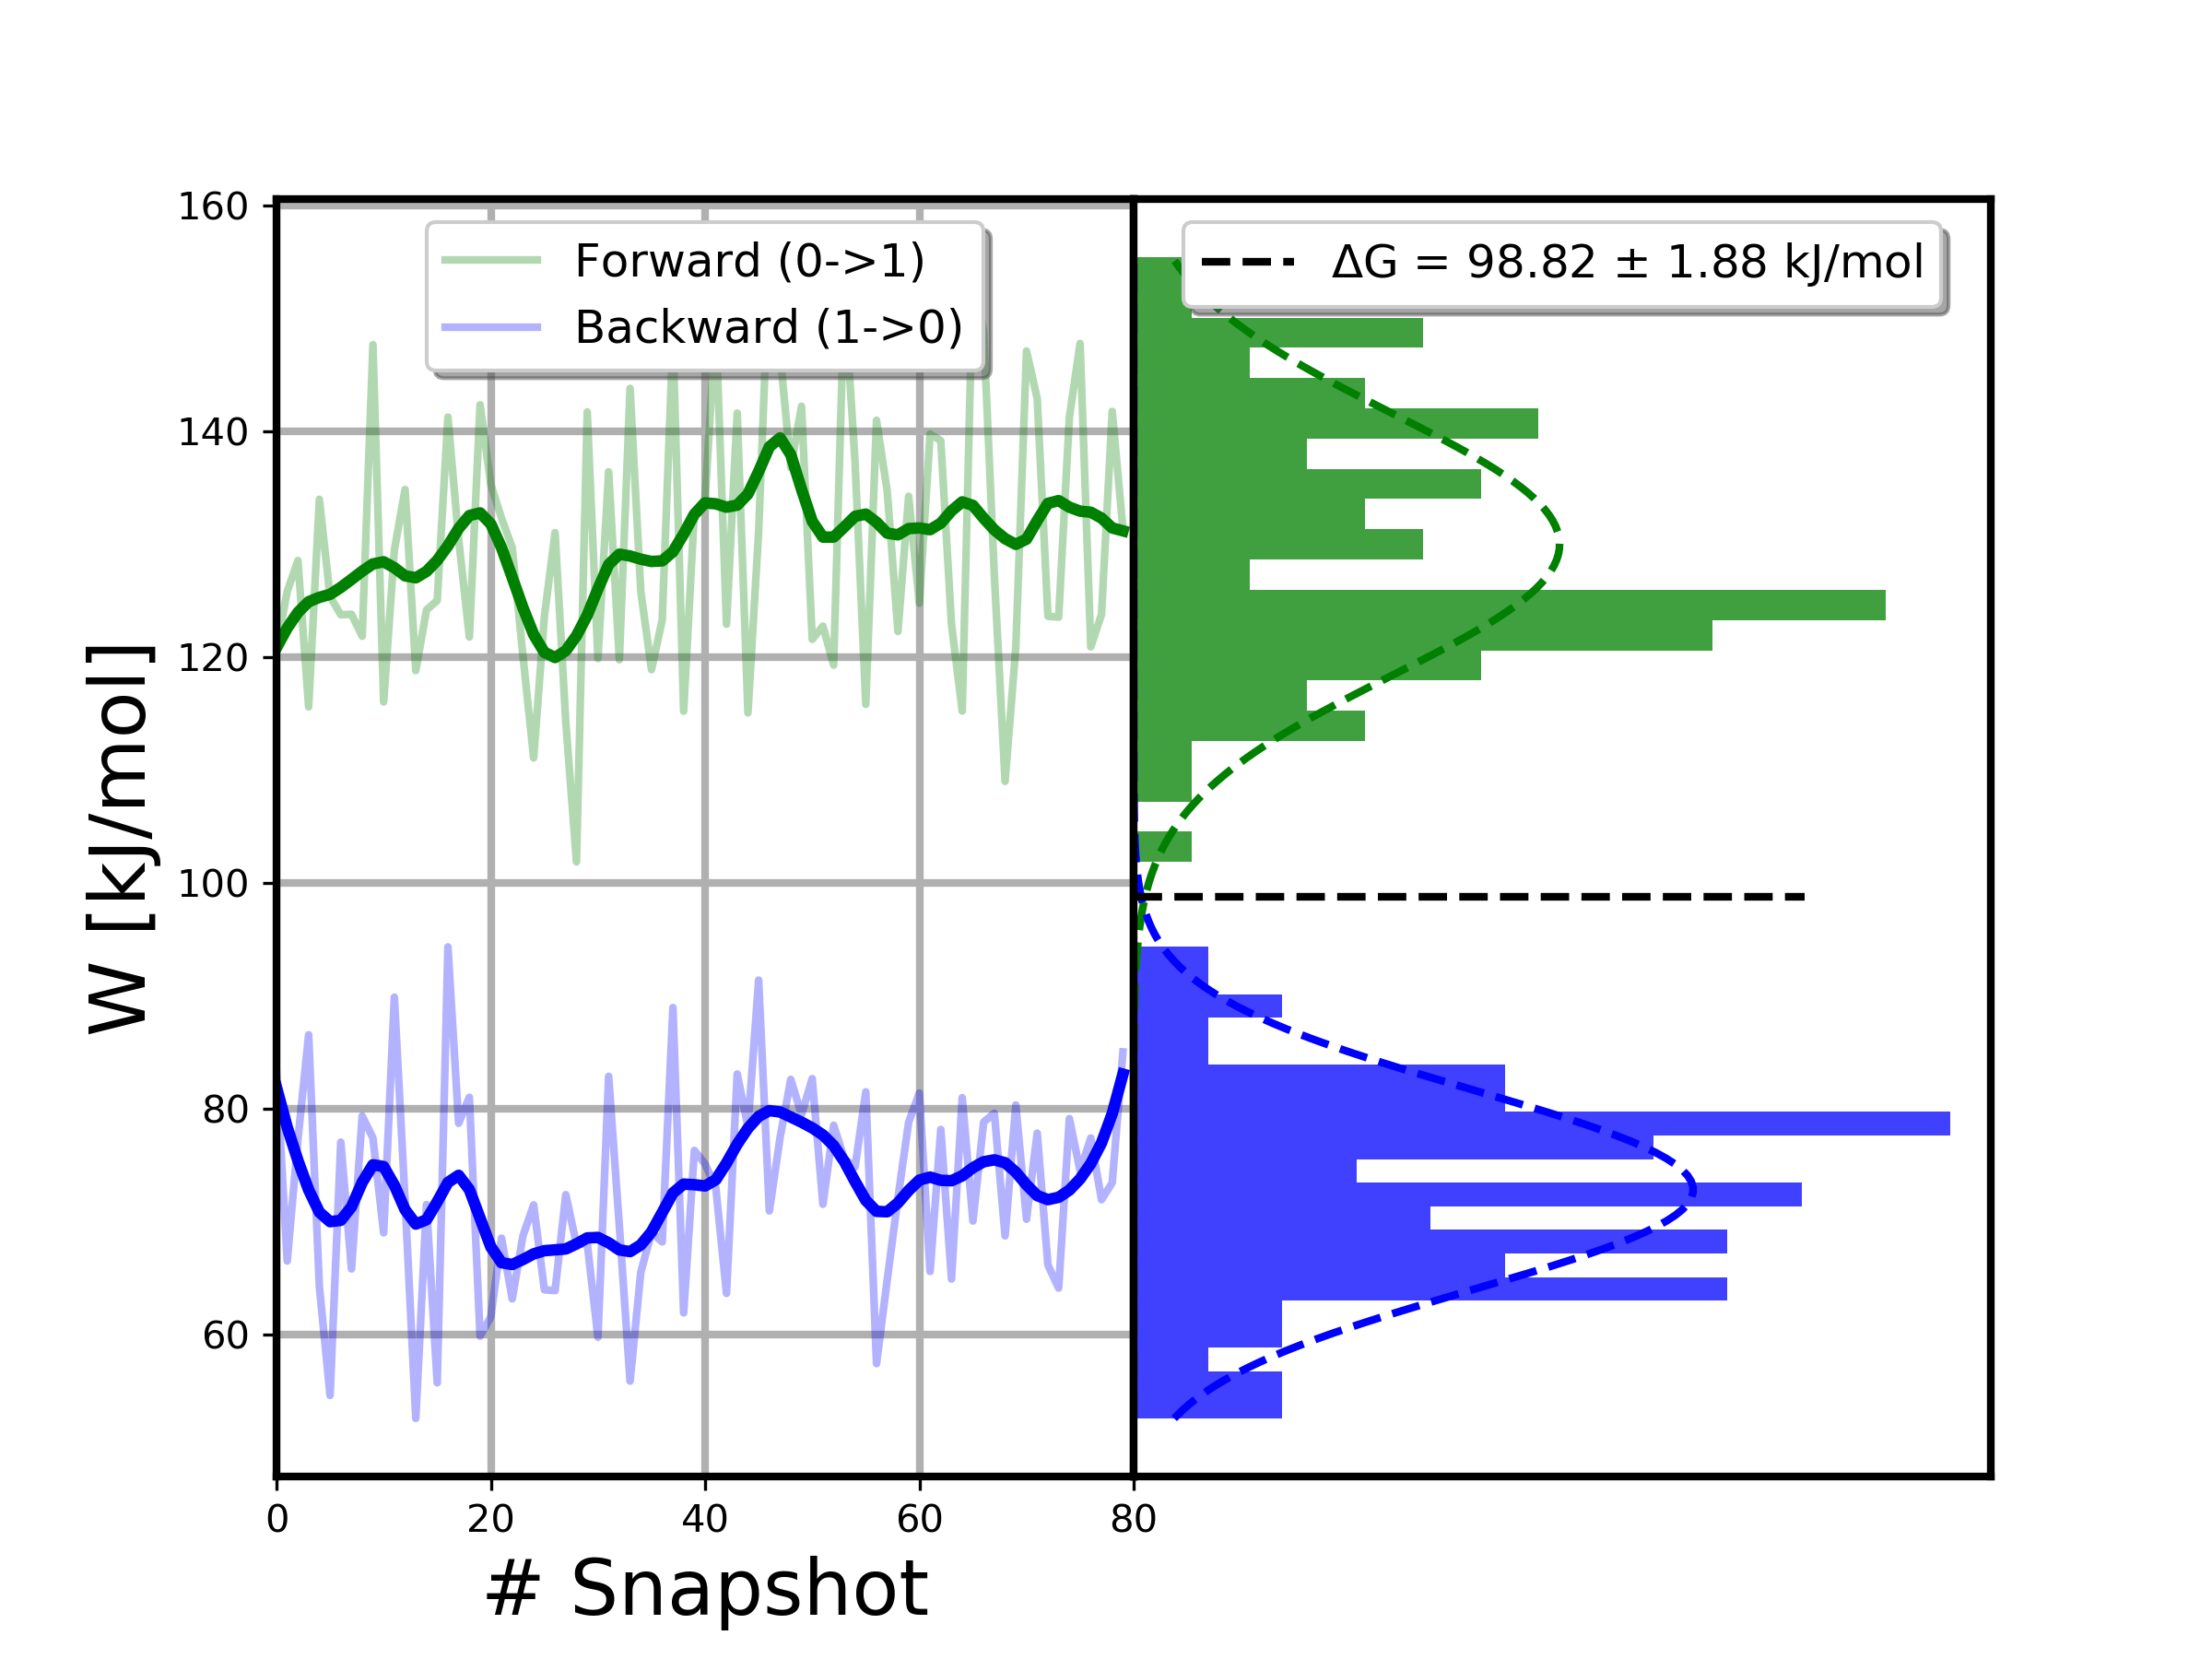 Forward (0->1)
Backward (1->0)
ΔG = 98.82 ± 1.88 kJ/mol
W [kJ/mol]
160
140
120
100
80
60
0
20
40
60
80
# Snapshot